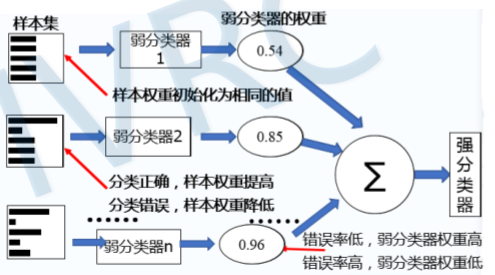 样本集
弱分类器的权重
弱分类器
1
0.54
样本权重初始化为相同的值
弱分类器2
0.85
Σ
强分类器
分类正确，样本权重提高
分类错误，样本权重降低
......
......
弱分类器n
0.96
错误率低，弱分类器权重高
错误率高，弱分类器权重低